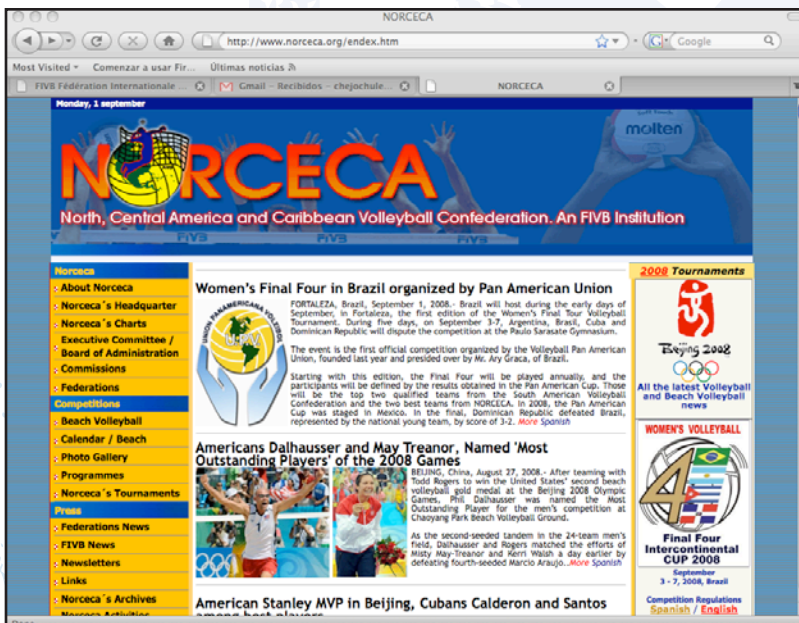 NORCECA
http://www.norceca.org/endex.htm
Google
Most Visited
Comenzar a usar Fir...
Últimas noticias
FIVB Fédération Internationale ...
Gmail – Recibidos – chejochule...
NORCECA
Monday, 1 september
molten
NORCECA
North, Central America and Caribbean Volleyball Confederation. An FIVB Institution
FIVB
FIVB
FIVB
Norceca
About Norceca
Norceca´s Headquarter
Norceca´s Charts
Executive Committee /
Board of Administration
Commissions
Federations
Competitions
Beach Volleyball
Calendar / Beach
Photo Gallery
Programmes
Norceca´s Tournaments
Press
Federations News
FIVB News
Newsletters
Links
Norceca´s Archives
Norceca Activities
Women's Final Four in Brazil organized by Pan American Union
UNION PANAMERICANA VOLEYBOL
U.P.V.
FORTALEZA, Brazil, September 1, 2008.- Brazil will host during the early days of
September, in Fortaleza, the first edition of the Women's Final Tour Volleyball
Tournament. During five days, on September 3-7, Argentina, Brasil, Cuba and
Dominican Republic will dispute the competition at the Paulo Sarasate Gymnasium.
The event is the first official competition organized by the Volleyball Pan American
Union, founded last year and presided over by Mr. Ary Graca, of Brazil.
Starting with this edition, the Final Four will be played annually, and the
participants will be defined by the results obtained in the Pan American Cup. Those
will be the top two qualified teams from the South American Volleyball
Confederation and the two best teams from NORCECA. In 2008, the Pan American
Cup was staged in Mexico. In the final, Dominican Republic defeated Brazil,
represented by the national young team, by score of 3-2. More Spanish
Americans Dalhausser and May Treanor, Named 'Most
Outstanding Players' of the 2008 Games
BEIJING, China, August 27, 2008.- After teaming with
Todd Rogers to win the United States' second beach
volleyball gold medal at the Beijing 2008 Olympic
Games, Phil Dalhausser was named the Most
Outstanding Player for the men's competition at
Chaoyang Park Beach Volleyball Ground.
As the second-seeded tandem in the 24-team men's
field, Dalhausser and Rogers matched the efforts of
Misty May-Treanor and Kerri Walsh a day earlier by
defeating fourth-seeded Marcio Araujo...More Spanish
American Stanley MVP in Beijing, Cubans Calderon and Santos
among best players
2008 Tournaments
Beijing 2008
All the latest Volleyball
and Beach Volleyball
news
WOMEN'S VOLLEYBALL
4
Final Four
Intercontinental
CUP 2008
September
3 - 7, 2008, Brazil
Competition Regulations
Spanish / English